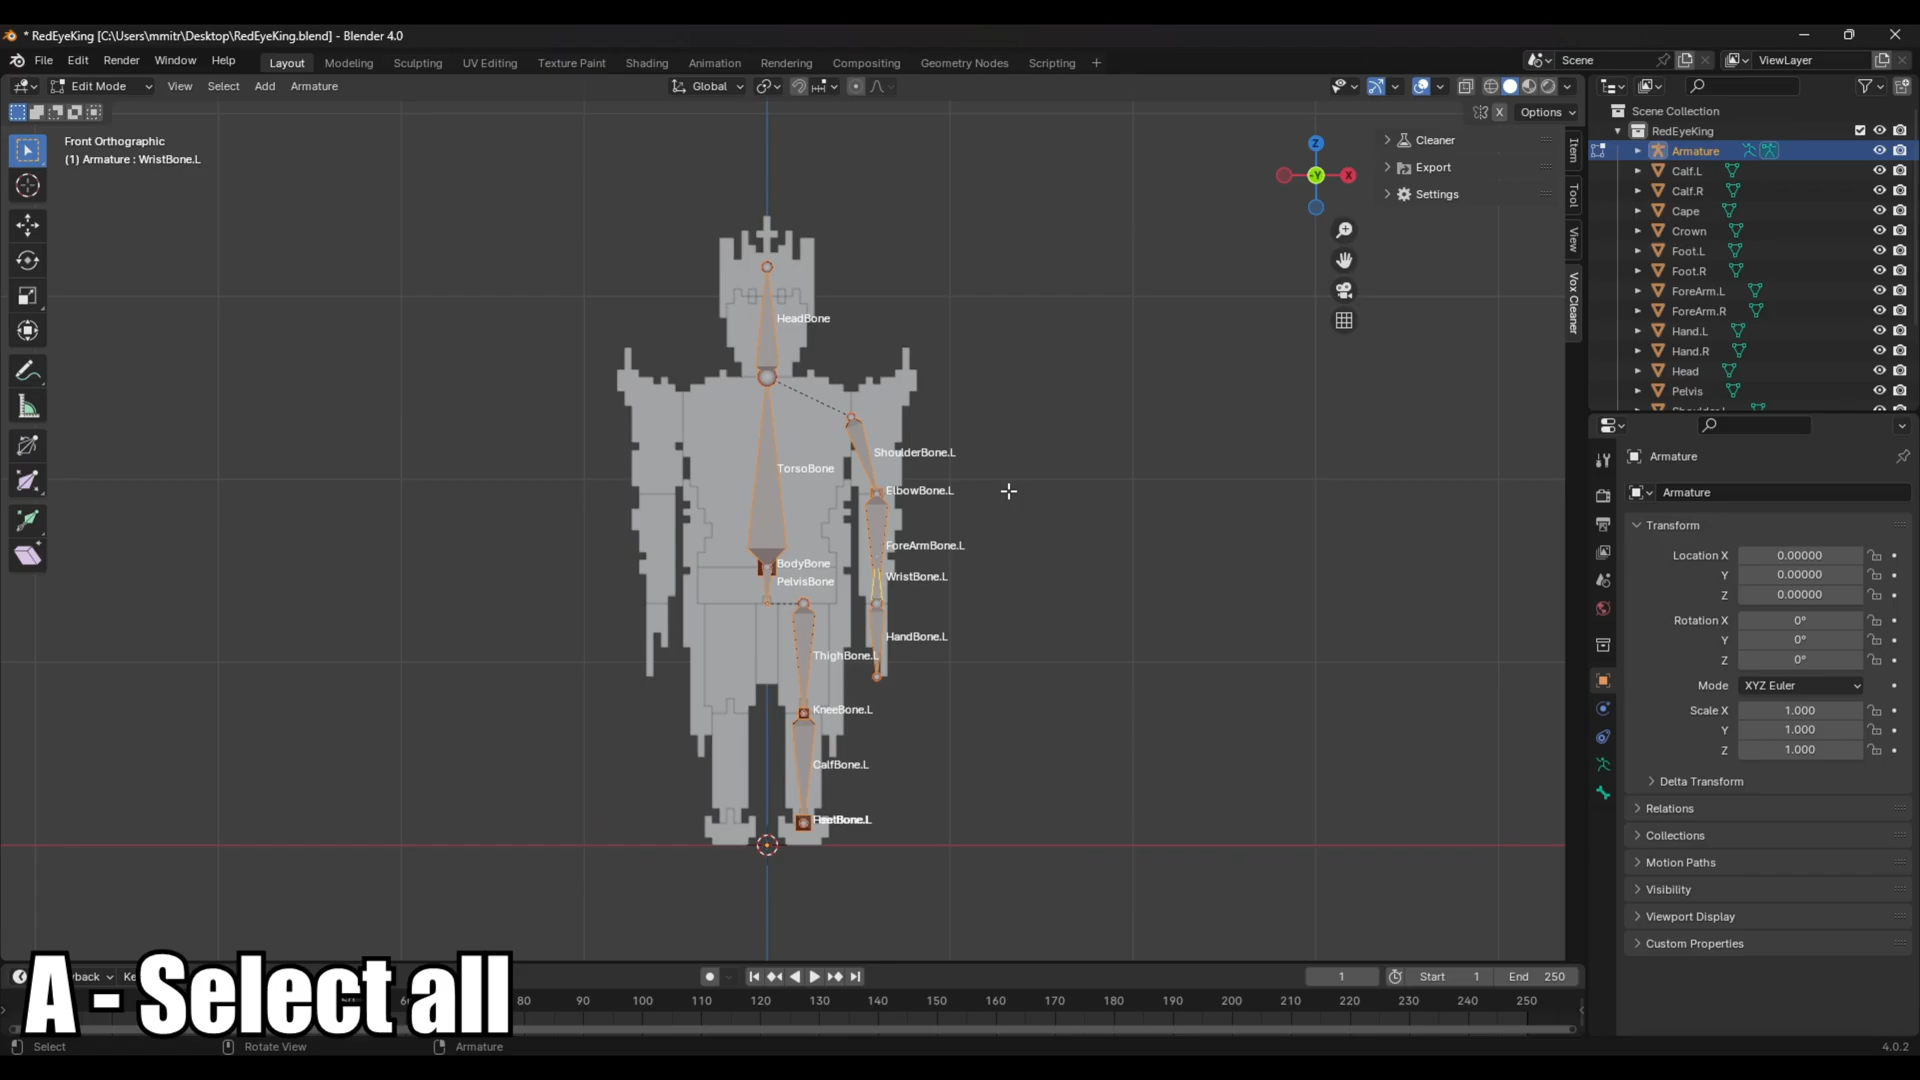 * RedEyeKing [C:\Users\mmitr\Desktop\RedEyeKing.blend] - Blender 4.0
File Edit Render Window Help
Layout Modeling Sculpting UV Editing Texture Paint Shading Animation Rendering Compositing Geometry Nodes Scripting +
Scene ViewLayer
Edit Mode View Select Add Armature
Global
X Options
Front Orthographic
(1) Armature : WristBone.L
Z
-Y
X
Cleaner
Export
Settings
Item
Tool
View
Vox Cleaner
HeadBone
ShoulderBone.L
TorsoBone
ElbowBone.L
ForeArmBone.L
BodyBone
WristBone.L
PelvisBone
HandBone.L
ThighBone.L
KneeBone.L
CalfBone.L
Scene Collection
RedEyeKing
Armature
Calf.L
Calf.R
Cape
Crown
Foot.L
Foot.R
ForeArm.L
ForeArm.R
Hand.L
Hand.R
Head
Pelvis
Armature
Armature
Transform
Location X 0.00000
Y 0.00000
Z 0.00000
Rotation X 0°
Y 0°
Z 0°
Mode XYZ Euler
Scale X 1.000
Y 1.000
Z 1.000
Delta Transform
Relations
Collections
Motion Paths
Visibility
Viewport Display
Custom Properties
A - Select all
1 Start 1 End 250
80 90 100 110 120 130 140 150 160 170 180 190 200 210 220 230 240 250
Select Rotate View Armature
4.0.2